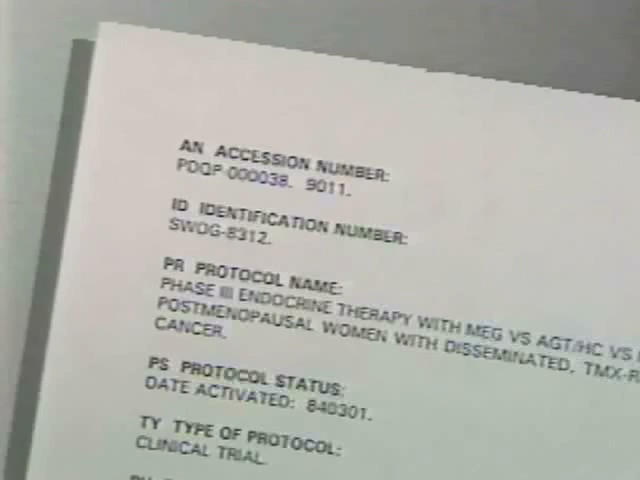 AN ACCESSION NUMBER:
PDQP-000038. 9011.
ID IDENTIFICATION NUMBER:
SWOG-8312.
PR PROTOCOL NAME:
PHASE III ENDOCRINE THERAPY WITH MEG VS AGT/HC VS
POSTMENOPAUSAL WOMEN WITH DISSEMINATED, TMX-R
CANCER.
PS PROTOCOL STATUS:
DATE ACTIVATED: 840301.
TY TYPE OF PROTOCOL:
CLINICAL TRIAL.